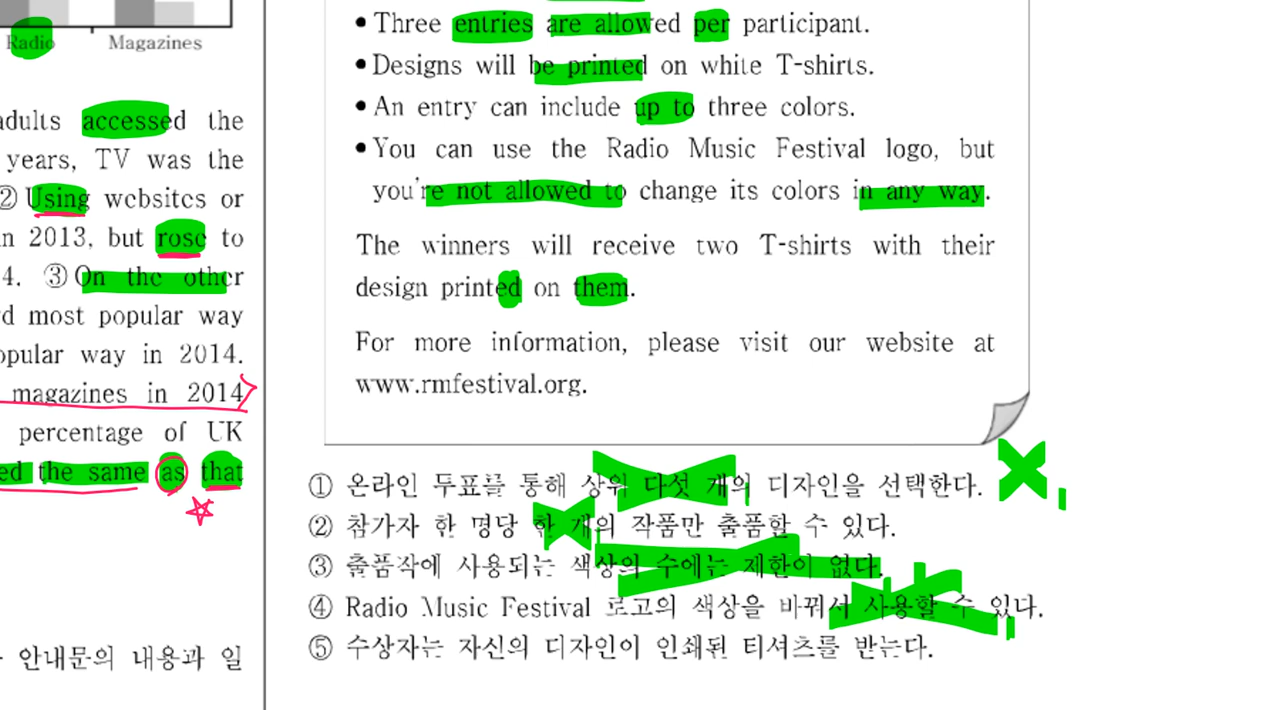 Radio Magazines
adults accessed the
years, TV was the
② Using websites or
in 2013, but rose to
4. ③ On the other
d most popular way
opular way in 2014.
magazines in 2014
percentage of UK
ed the same as that
안내문의 내용과 일
• Three entries are allowed per participant.
• Designs will be printed on white T-shirts.
• An entry can include up to three colors.
• You can use the Radio Music Festival logo, but
you're not allowed to change its colors in any way.
The winners will receive two T-shirts with their
design printed on them.
For more information, please visit our website at
www.rmfestival.org.
① 온라인 투표를 통해 상위 다섯 개의 디자인을 선택한다.
② 참가자 한 명당 한 개의 작품만 출품할 수 있다.
③ 출품작에 사용되는 색상의 수에는 제한이 없다.
④ Radio Music Festival 로고의 색상을 바꿔서 사용할 수 있다.
⑤ 수상자는 자신의 디자인이 인쇄된 티셔츠를 받는다.